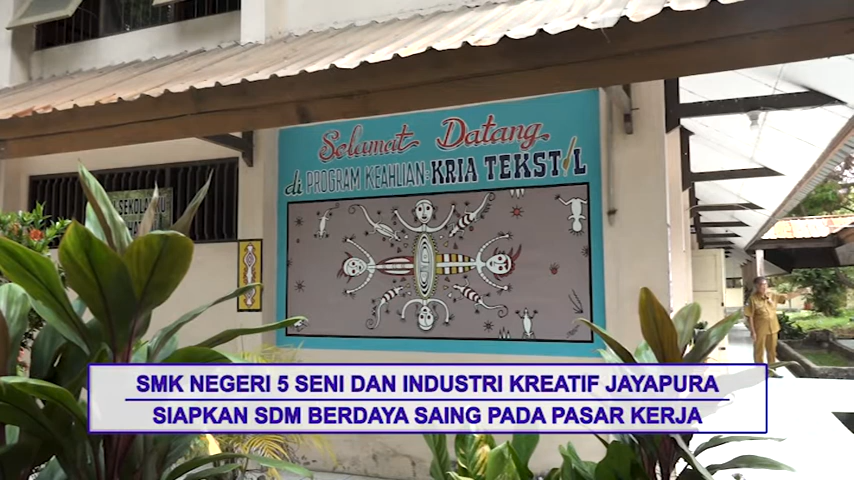 Selamat Datang
di PROGRAM KEAHLIAN: KRIA TEKSTIL
SEKOLAH
SMK NEGERI 5 SENI DAN INDUSTRI KREATIF JAYAPURA
SIAPKAN SDM BERDAYA SAING PADA PASAR KERJA